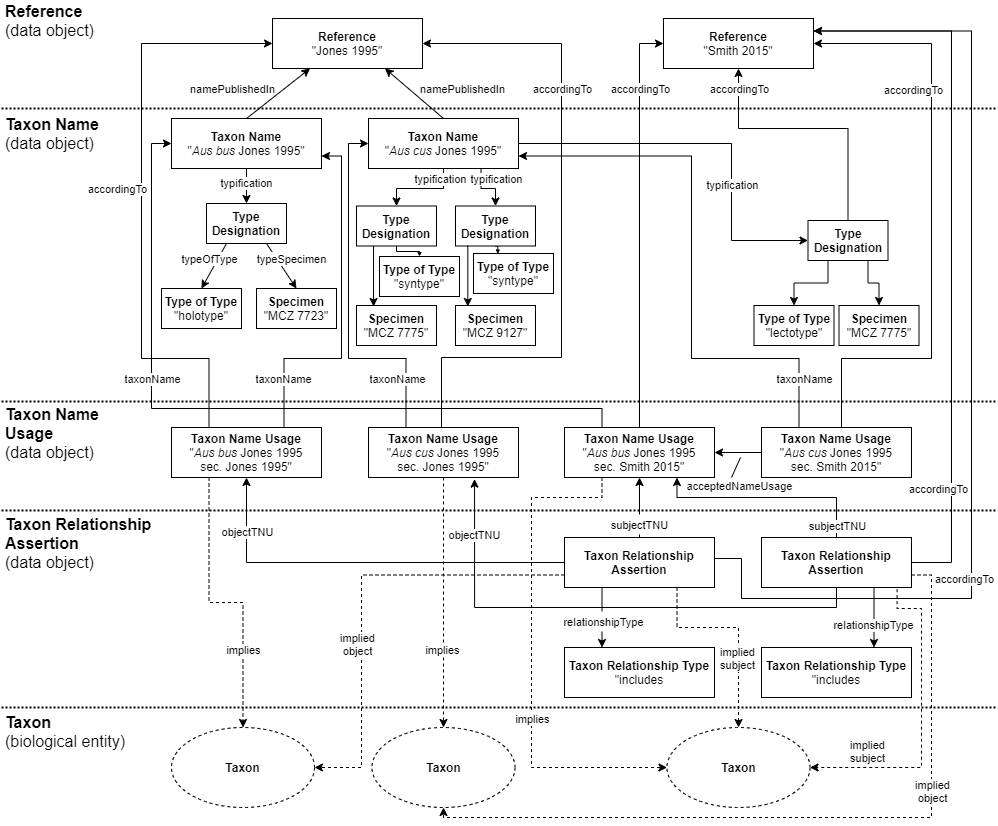 Reference
(data object)
Reference
"Jones 1995"
Reference
"Smith 2015"
namePublishedIn
namePublishedIn
accordingTo
accordingTo
accordingTo
accordingTo
Taxon Name
(data object)
Taxon Name
"Aus bus Jones 1995"
Taxon Name
"Aus cus Jones 1995"
accordingTo
typification
typification
typification
typification
Type
Designation
Type
Designation
Type
Designation
Type
Designation
typeOfType
typeSpecimen
Type of Type
"syntype"
Type of Type
"syntype"
Type of Type
"holotype"
Specimen
"MCZ 7723"
Specimen
"MCZ 7775"
Specimen
"MCZ 9127"
Type of Type
"lectotype"
Specimen
"MCZ 7775"
taxonName
taxonName
taxonName
taxonName
Taxon Name
Usage
(data object)
Taxon Name Usage
"Aus bus Jones 1995
sec. Jones 1995"
Taxon Name Usage
"Aus cus Jones 1995
sec. Jones 1995"
Taxon Name Usage
"Aus bus Jones 1995
sec. Smith 2015"
Taxon Name Usage
"Aus cus Jones 1995
sec. Smith 2015"
acceptedNameUsage
accordingTo
Taxon Relationship
Assertion
(data object)
objectTNU
objectTNU
subjectTNU
subjectTNU
Taxon Relationship
Assertion
Taxon Relationship
Assertion
accordingTo
relationshipType
relationshipType
implies
implied
object
implies
implied
subject
Taxon Relationship Type
"includes
Taxon Relationship Type
"includes
Taxon
(biological entity)
implies
implied
subject
Taxon
Taxon
Taxon
implied
object